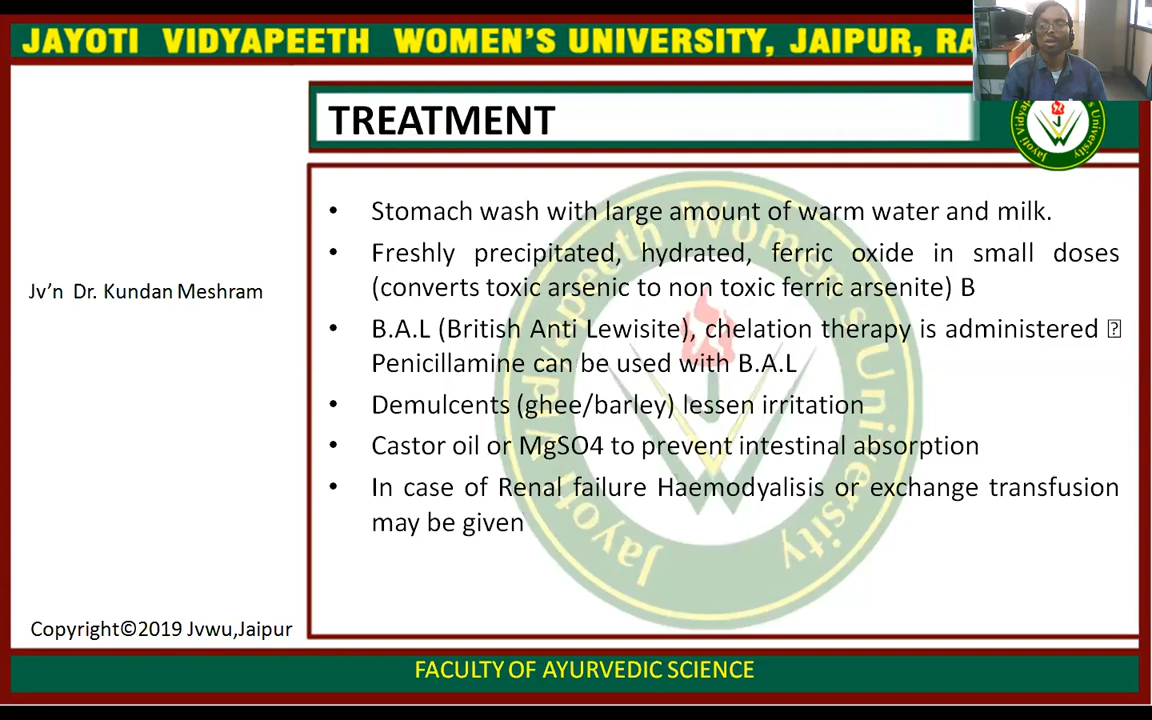 JAYOTI VIDYAPEETH WOMEN'S UNIVERSITY, JAIPUR, RA
TREATMENT
• Stomach wash with large amount of warm water and milk.
• Freshly precipitated, hydrated, ferric oxide in small doses
(converts toxic arsenic to non toxic ferric arsenite) B
• B.A.L (British Anti Lewisite), chelation therapy is administered
Penicillamine can be used with B.A.L
• Demulcents (ghee/barley) lessen irritation
• Castor oil or MgSO4 to prevent intestinal absorption
• In case of Renal failure Haemodyalisis or exchange transfusion
may be given
Jv'n Dr. Kundan Meshram
Copyright©2019 Jvwu,Jaipur
FACULTY OF AYURVEDIC SCIENCE
Jayoti Vidyapeeth Women's University